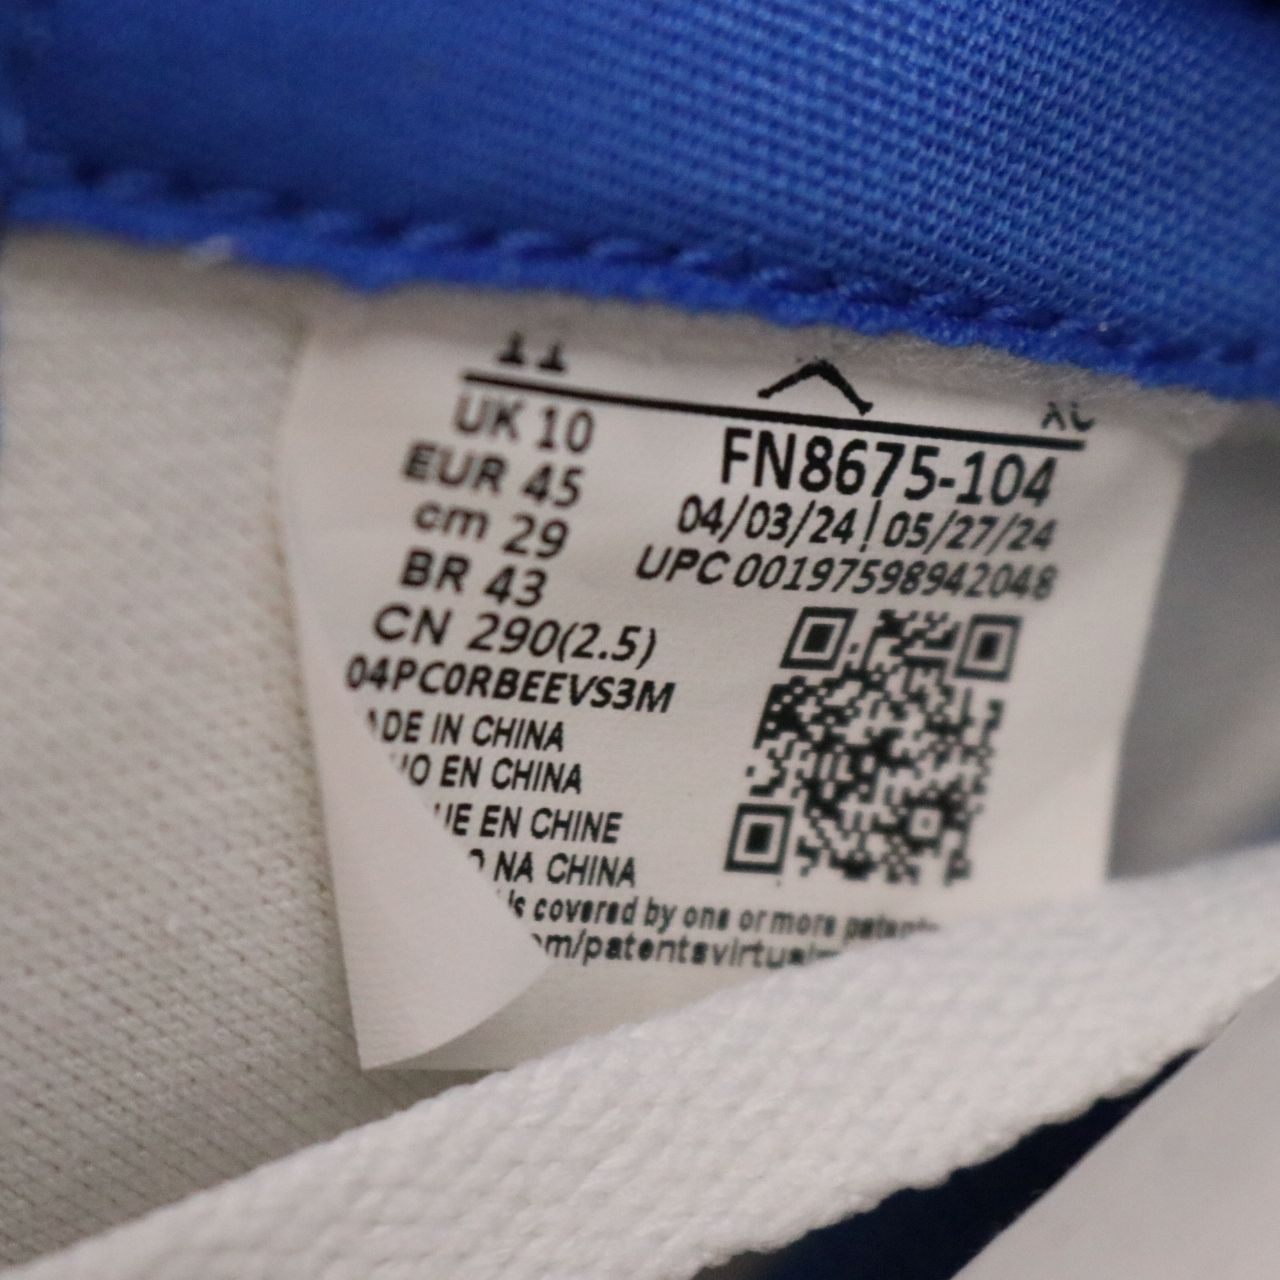 11
UK 10
EUR 45
cm 29
BR 43
CN 290(2.5)
04PC0RBEEVS3M
FN8675-104
04/03/24 | 05/27/24
UPC 00197598942048
ADE IN CHINA
EN CHINA
UE EN CHINE
O NA CHINA
is covered by one or more
om/patentsvirtual